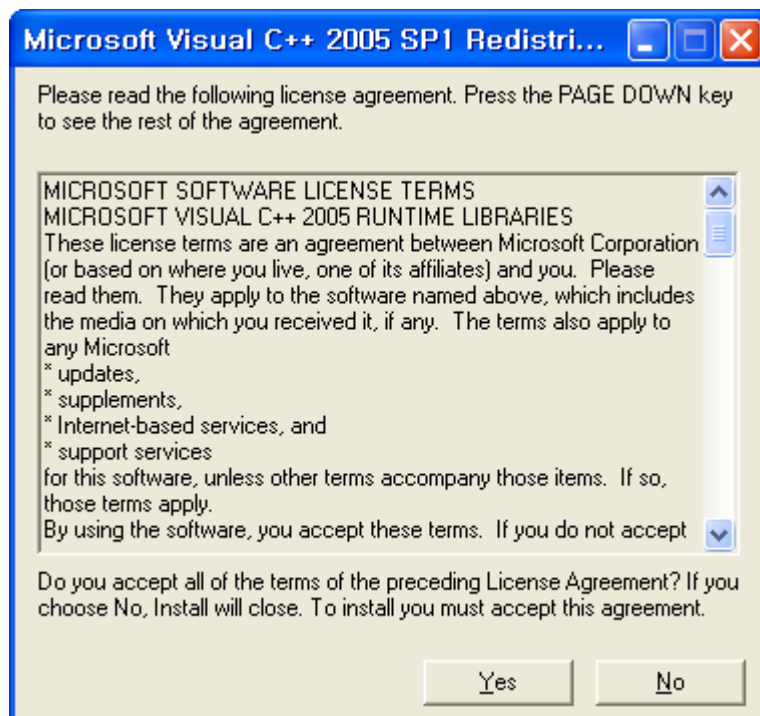 Microsoft Visual C++ 2005 SP1 Redistri...
Please read the following license agreement. Press the PAGE DOWN key
to see the rest of the agreement.
MICROSOFT SOFTWARE LICENSE TERMS
MICROSOFT VISUAL C++ 2005 RUNTIME LIBRARIES
These license terms are an agreement between Microsoft Corporation
(or based on where you live, one of its affiliates) and you.  Please
read them.  They apply to the software named above, which includes
the media on which you received it, if any.  The terms also apply to
any Microsoft
* updates,
* supplements,
* Internet-based services, and
* support services
for this software, unless other terms accompany those items.  If so,
those terms apply.
By using the software, you accept these terms.  If you do not accept
Do you accept all of the terms of the preceding License Agreement? If you
choose No, Install will close. To install you must accept this agreement.
Yes
No